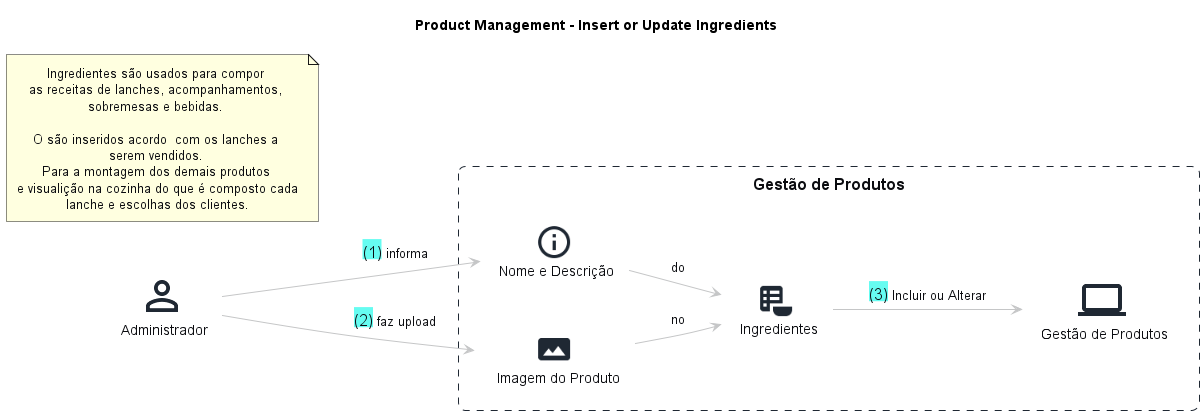 Product Management - Insert or Update Ingredients
Ingredientes são usados para compor
as receitas de lanches, acompanhamentos,
sobremesas e bebidas.
O são inseridos acordo  com os lanches a
serem vendidos.
Para a montagem dos demais produtos
e visualição na cozinha do que é composto cada
lanche e escolhas dos clientes.
Gestão de Produtos
(1) informa
Nome e Descrição
do
Administrador
(2) faz upload
Imagem do Produto
no
Ingredientes
(3) Incluir ou Alterar
Gestão de Produtos